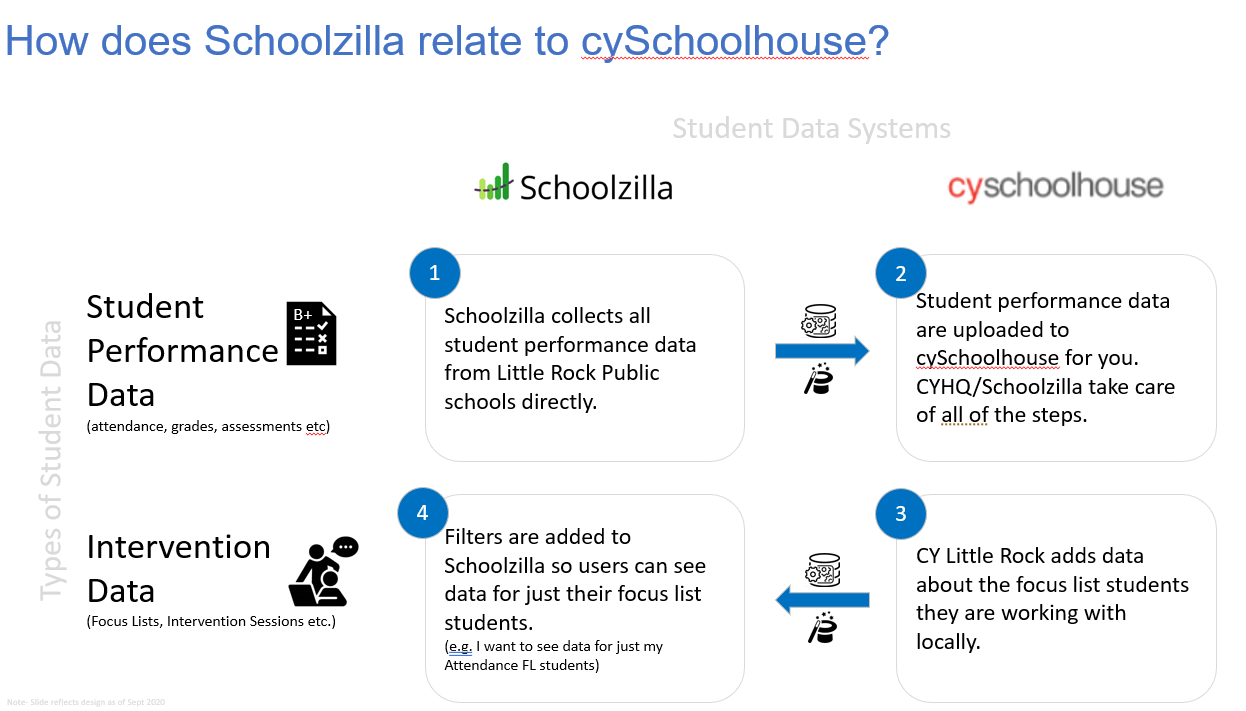 How does Schoolzilla relate to cySchoolhouse?
Student Data Systems
Schoolzilla
cyschoolhouse
Types of Student Data
Student
Performance
Data
(attendance, grades, assessments etc)
B+
1
Schoolzilla collects all
student performance data
from Little Rock Public
schools directly.
2
Student performance data
are uploaded to
cySchoolhouse for you.
CYHQ/Schoolzilla take care
of all of the steps.
Intervention
Data
(Focus Lists, Intervention Sessions etc.)
3
CY Little Rock adds data
about the focus list students
they are working with
locally.
4
Filters are added to
Schoolzilla so users can see
data for just their focus list
students.
(e.g. I want to see data for just my
Attendance FL students)
Note- Slide reflects design as of Sept 2020